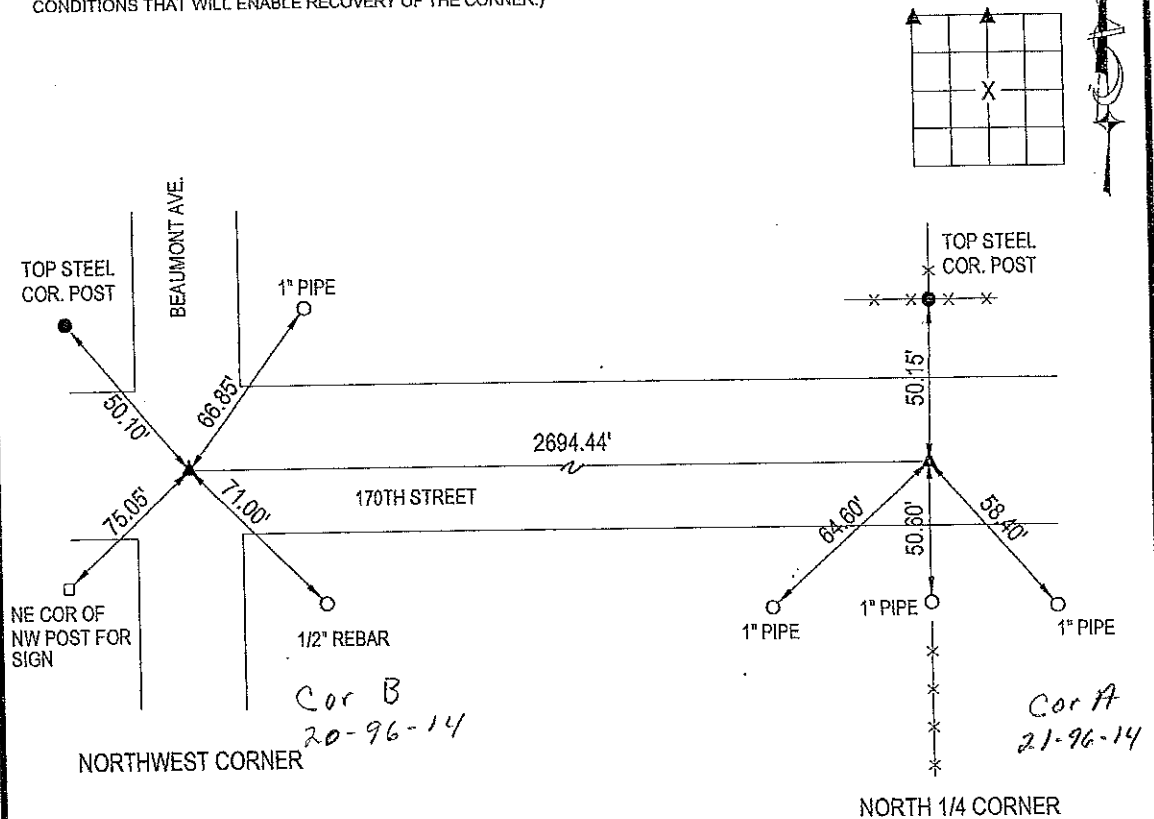 CONDITIONS THAT WILL ENABLE RECOVERY OF THE CORNER.)
X
BEAUMONT AVE.
TOP STEEL
COR. POST
1" PIPE
TOP STEEL
COR. POST
50.10'
66.85'
50.15'
2694.44'
170TH STREET
75.05'
71.00'
64.60'
50.60'
58.40'
NE COR OF
NW POST FOR
SIGN
1/2" REBAR
1" PIPE
1" PIPE
1" PIPE
Cor B
20-96-14
Cor A
21-96-14
NORTHWEST CORNER
NORTH 1/4 CORNER